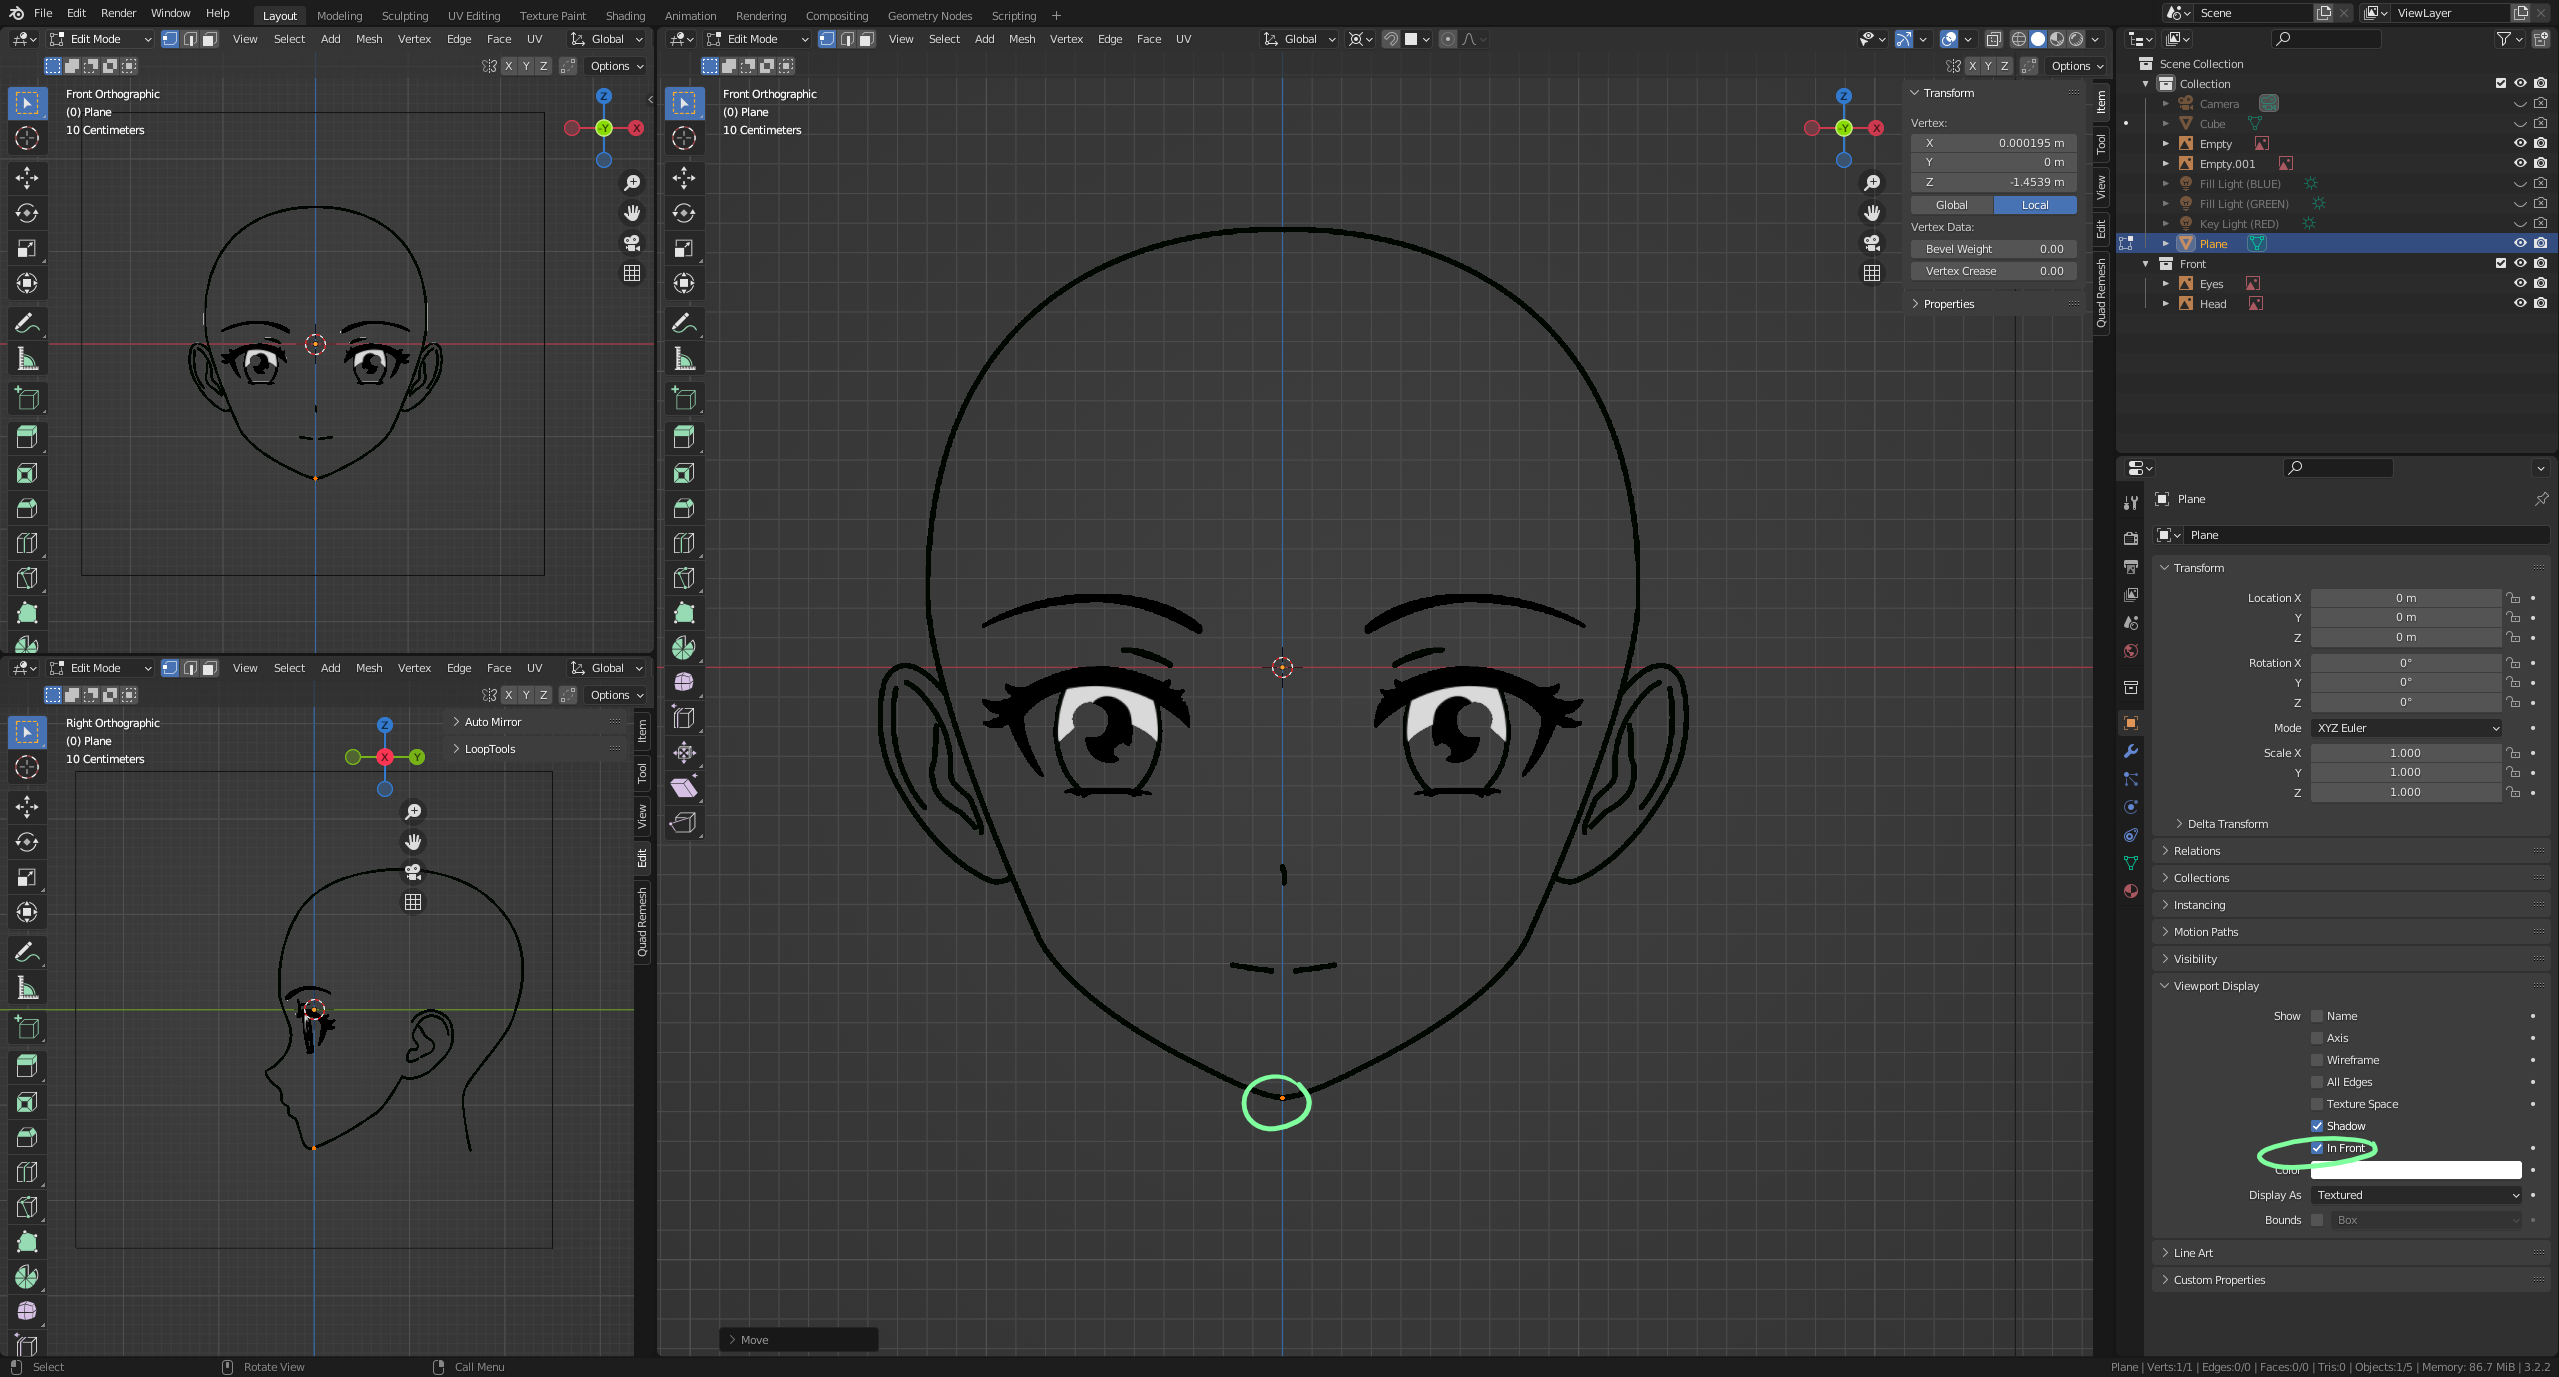 File Edit Render Window Help Layout Modeling Sculpting UV Editing Texture Paint Shading Animation Rendering Compositing Geometry Nodes Scripting + Scene ViewLayer
Edit Mode View Select Add Mesh Vertex Edge Face UV Global
X Y Z Options
Front Orthographic
(0) Plane
10 Centimeters
Z
Y
X
Edit Mode View Select Add Mesh Vertex Edge Face UV Global
X Y Z Options
Right Orthographic
(0) Plane
10 Centimeters
Z
X
Y
Auto Mirror
LoopTools
Item
Tool
View
Edit
Quad Remesh
Edit Mode View Select Add Mesh Vertex Edge Face UV Global
X Y Z Options
Front Orthographic
(0) Plane
10 Centimeters
Z
Y
X
Transform
Vertex:
X 0.000195 m
Y 0 m
Z -1.4539 m
Global Local
Vertex Data:
Bevel Weight 0.00
Vertex Crease 0.00
Properties
Item
Tool
View
Edit
Quad Remesh
Move
Scene Collection
Collection
Camera
Cube
Empty
Empty.001
Fill Light (BLUE)
Fill Light (GREEN)
Key Light (RED)
Plane
Front
Eyes
Head
Plane
Plane
Transform
Location X 0 m
Y 0 m
Z 0 m
Rotation X 0°
Y 0°
Z 0°
Mode XYZ Euler
Scale X 1.000
Y 1.000
Z 1.000
Delta Transform
Relations
Collections
Instancing
Motion Paths
Visibility
Viewport Display
Show Name
Axis
Wireframe
All Edges
Texture Space
Shadow
In Front
Color
Display As Textured
Bounds Box
Line Art
Custom Properties
Select Rotate View Call Menu
Plane | Verts:1/1 | Edges:0/0 | Faces:0/0 | Tris:0 | Objects:1/5 | Memory: 86.7 MiB | 3.2.2